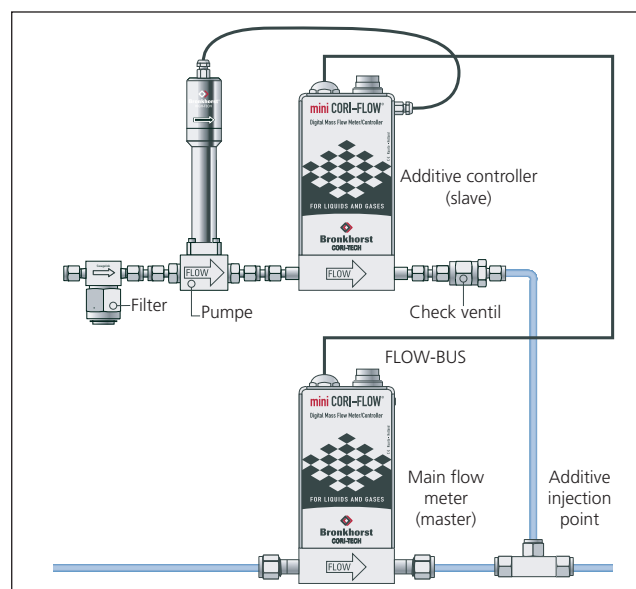 Bronkhorst
mini CORI-FLOW
Digital Mass Flow Meter/Controller
Additive controller
(slave)
FOR LIQUIDS AND GASES
Bronkhorst
CORI-TECH
FLOW
FLOW
Filter
Pumpe
Check ventil
FLOW-BUS
mini CORI-FLOW
Digital Mass Flow Meter/Controller
Main flow
meter
(master)
Additive
injection
point
FOR LIQUIDS AND GASES
Bronkhorst
CORI-TECH
FLOW